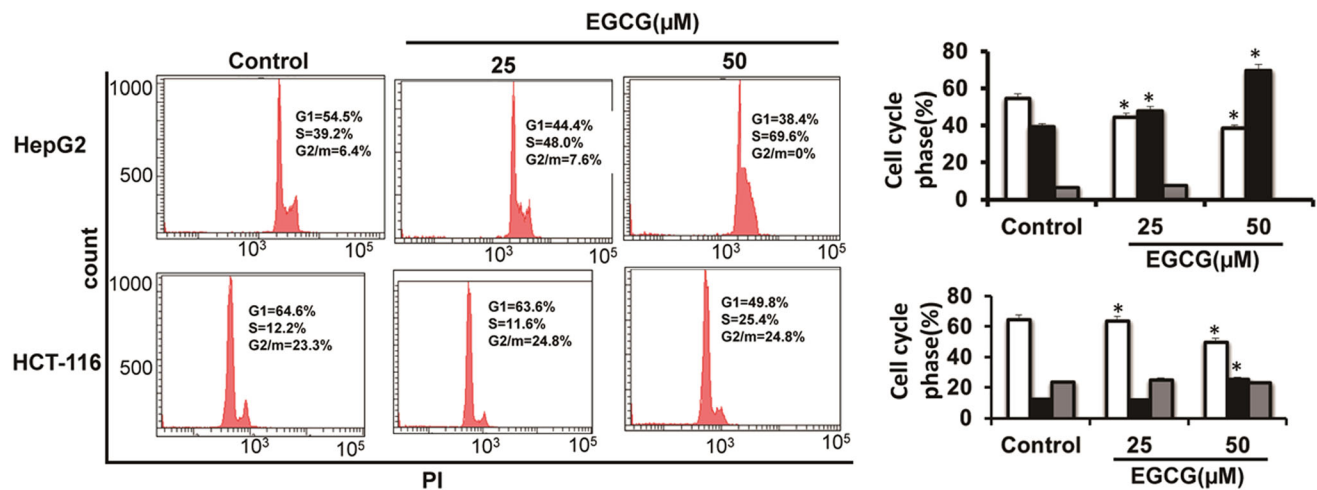 EGCG(μM)
Control
25
50
HepG2
1000
500
G1=54.5%
S=39.2%
G2/m=6.4%
10³
10⁵
G1=44.4%
S=48.0%
G2/m=7.6%
10³
10⁵
G1=38.4%
S=69.6%
G2/m=0%
10³
10⁵
HCT-116
count
1000
500
G1=64.6%
S=12.2%
G2/m=23.3%
10³
10⁵
G1=63.6%
S=11.6%
G2/m=24.8%
10³
10⁵
G1=49.8%
S=25.4%
G2/m=24.8%
10³
10⁵
PI
Cell cycle
phase(%)
80
60
40
20
0
*
*
*
*
Control
25
50
EGCG(μM)
Cell cycle
phase(%)
80
60
40
20
0
*
*
*
Control
25
50
EGCG(μM)